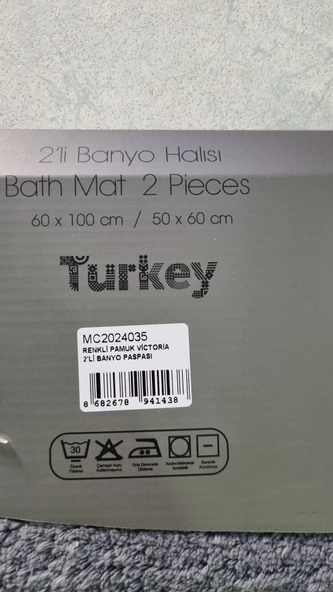 2'li Banyo Halısı
Bath Mat 2 Pieces
60 x 100 cm / 50 x 60 cm
Turkey
MC2024035
RENKLİ PAMUK VİCTORİA
2'Lİ BANYO PASPASI
8 682678 941438
30